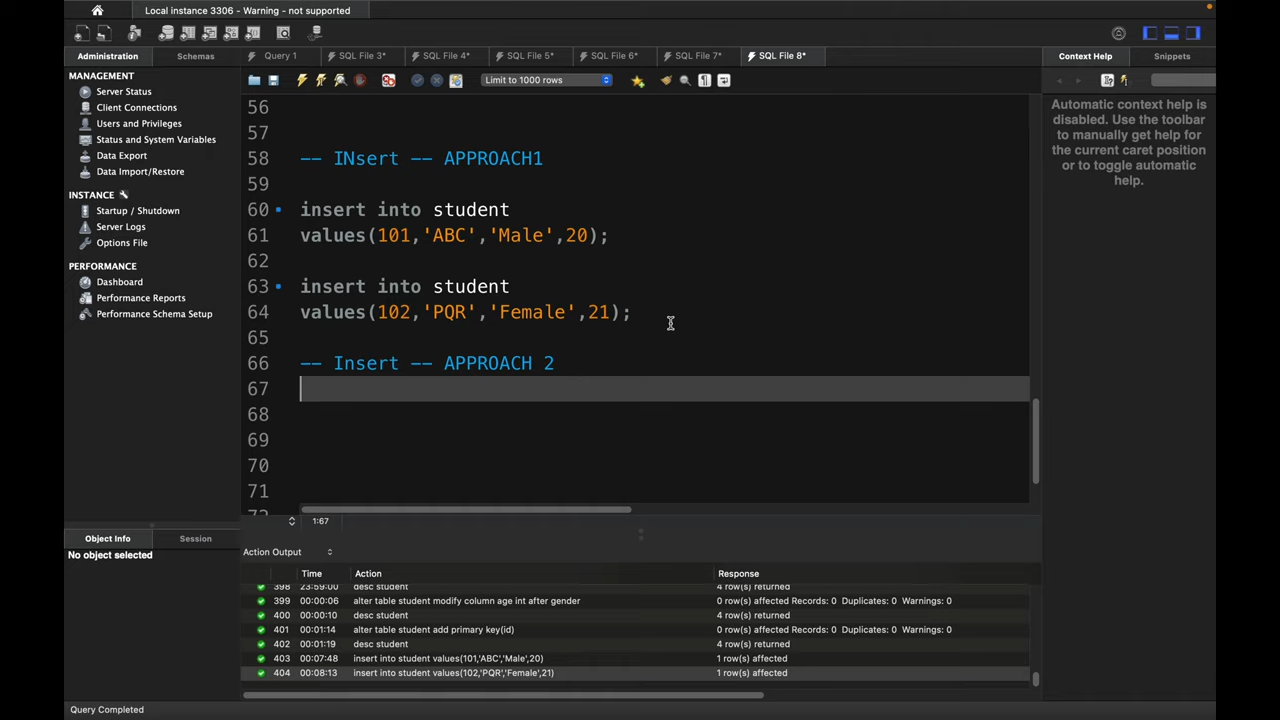 Local instance 3306 - Warning - not supported
Administration Schemas Query 1 SQL File 3* SQL File 4* SQL File 5* SQL File 6* SQL File 7* SQL File 8* Context Help Snippets
MANAGEMENT
Server Status
Client Connections
Users and Privileges
Status and System Variables
Data Export
Data Import/Restore
INSTANCE
Startup / Shutdown
Server Logs
Options File
PERFORMANCE
Dashboard
Performance Reports
Performance Schema Setup
Object Info Session
No object selected
Limit to 1000 rows
56
57
58 -- INsert -- APPROACH1
59
60 insert into student
61 values(101,'ABC','Male',20);
62
63 insert into student
64 values(102,'PQR','Female',21);
65
66 -- Insert -- APPROACH 2
67
68
69
70
71
72
1:67
Action Output
Time Action Response
398 23:59:00 desc student 4 row(s) returned
399 00:00:06 alter table student modify column age int after gender 0 row(s) affected Records: 0 Duplicates: 0 Warnings: 0
400 00:00:10 desc student 4 row(s) returned
401 00:01:14 alter table student add primary key(id) 0 row(s) affected Records: 0 Duplicates: 0 Warnings: 0
402 00:01:19 desc student 4 row(s) returned
403 00:07:48 insert into student values(101,'ABC','Male',20) 1 row(s) affected
404 00:08:13 insert into student values(102,'PQR','Female',21) 1 row(s) affected
Automatic context help is
disabled. Use the toolbar
to manually get help for
the current caret position
or to toggle automatic
help.
Query Completed